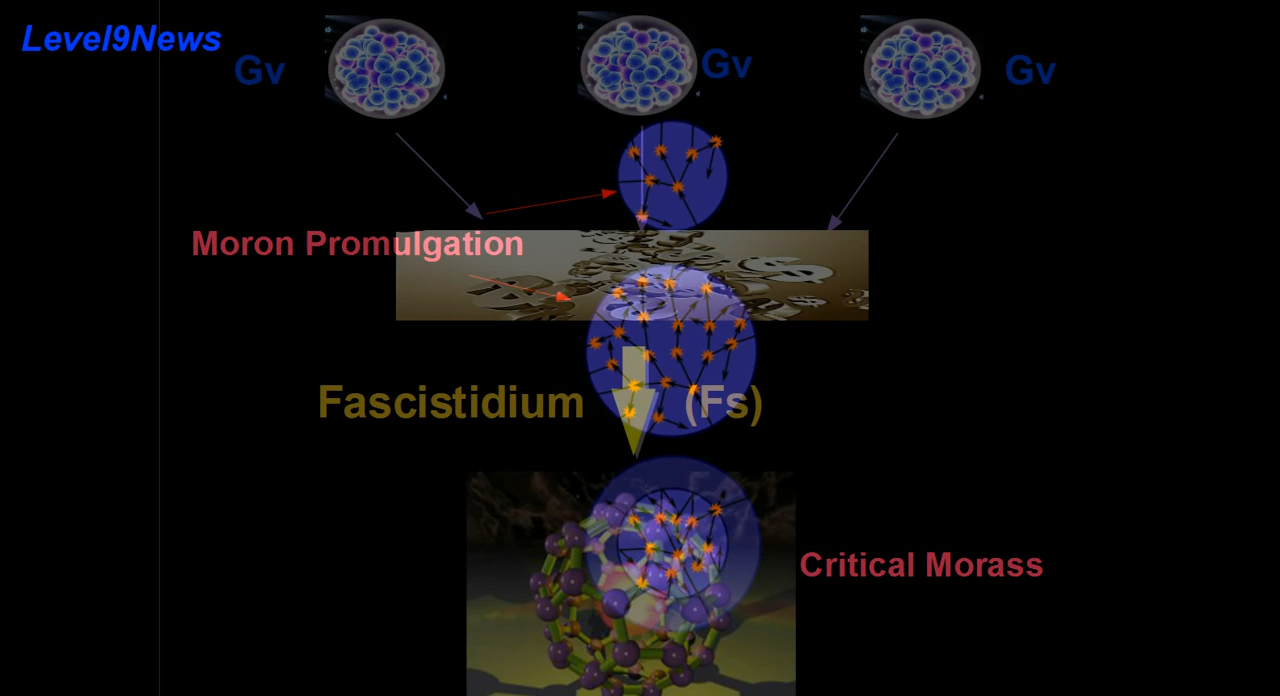 Level9News
Gv
Gv
Gv
Moron Promulgation
Fascistidium (Fs)
Critical Morass